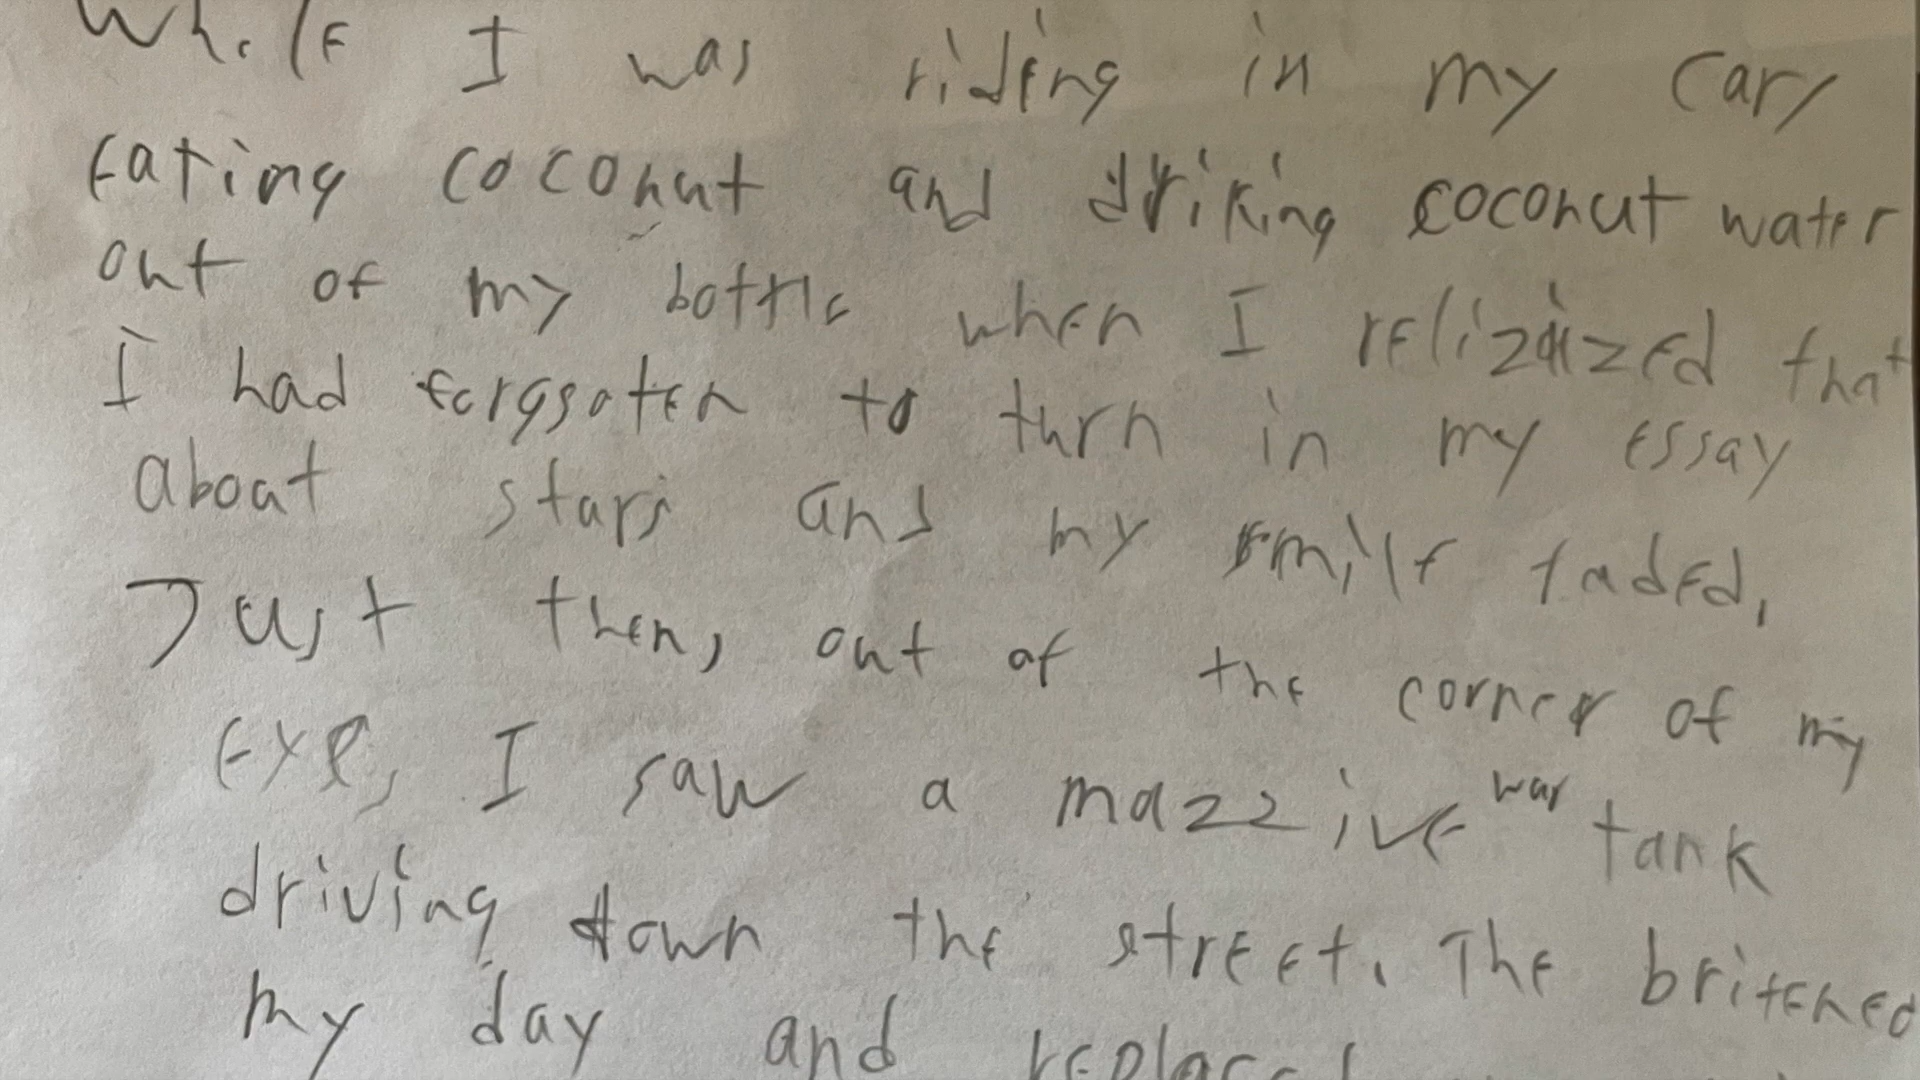 While I was riding in my car,
eating coconut and driking coconut water
out of my bottle when I relizized that
I had forgsoten to turn in my essay
about stars and my smile faded.
Just then, out of the corner of my
eye, I saw a mazzive war tank
driving down the street. The britened
my day and